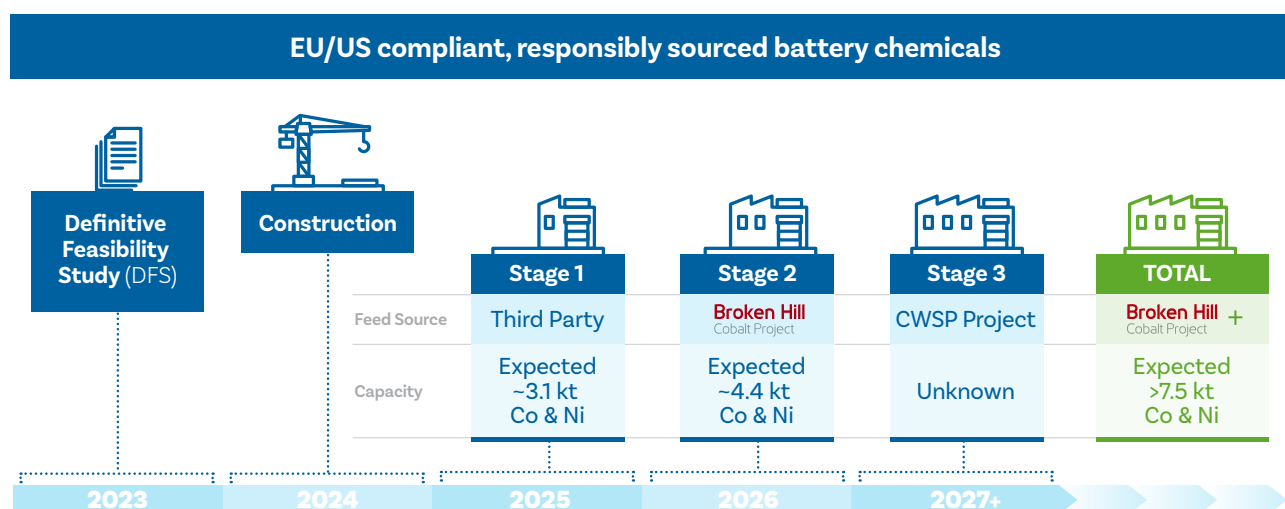 EU/US compliant, responsibly sourced battery chemicals
Definitive
Feasibility
Study (DFS)
Construction
Stage 1
Stage 2
Stage 3
TOTAL
Feed Source
Third Party
Broken Hill
Cobalt Project
CWSP Project
Broken Hill +
Cobalt Project
Capacity
Expected
~3.1 kt
Co & Ni
Expected
~4.4 kt
Co & Ni
Unknown
Expected
>7.5 kt
Co & Ni
2023
2024
2025
2026
2027+